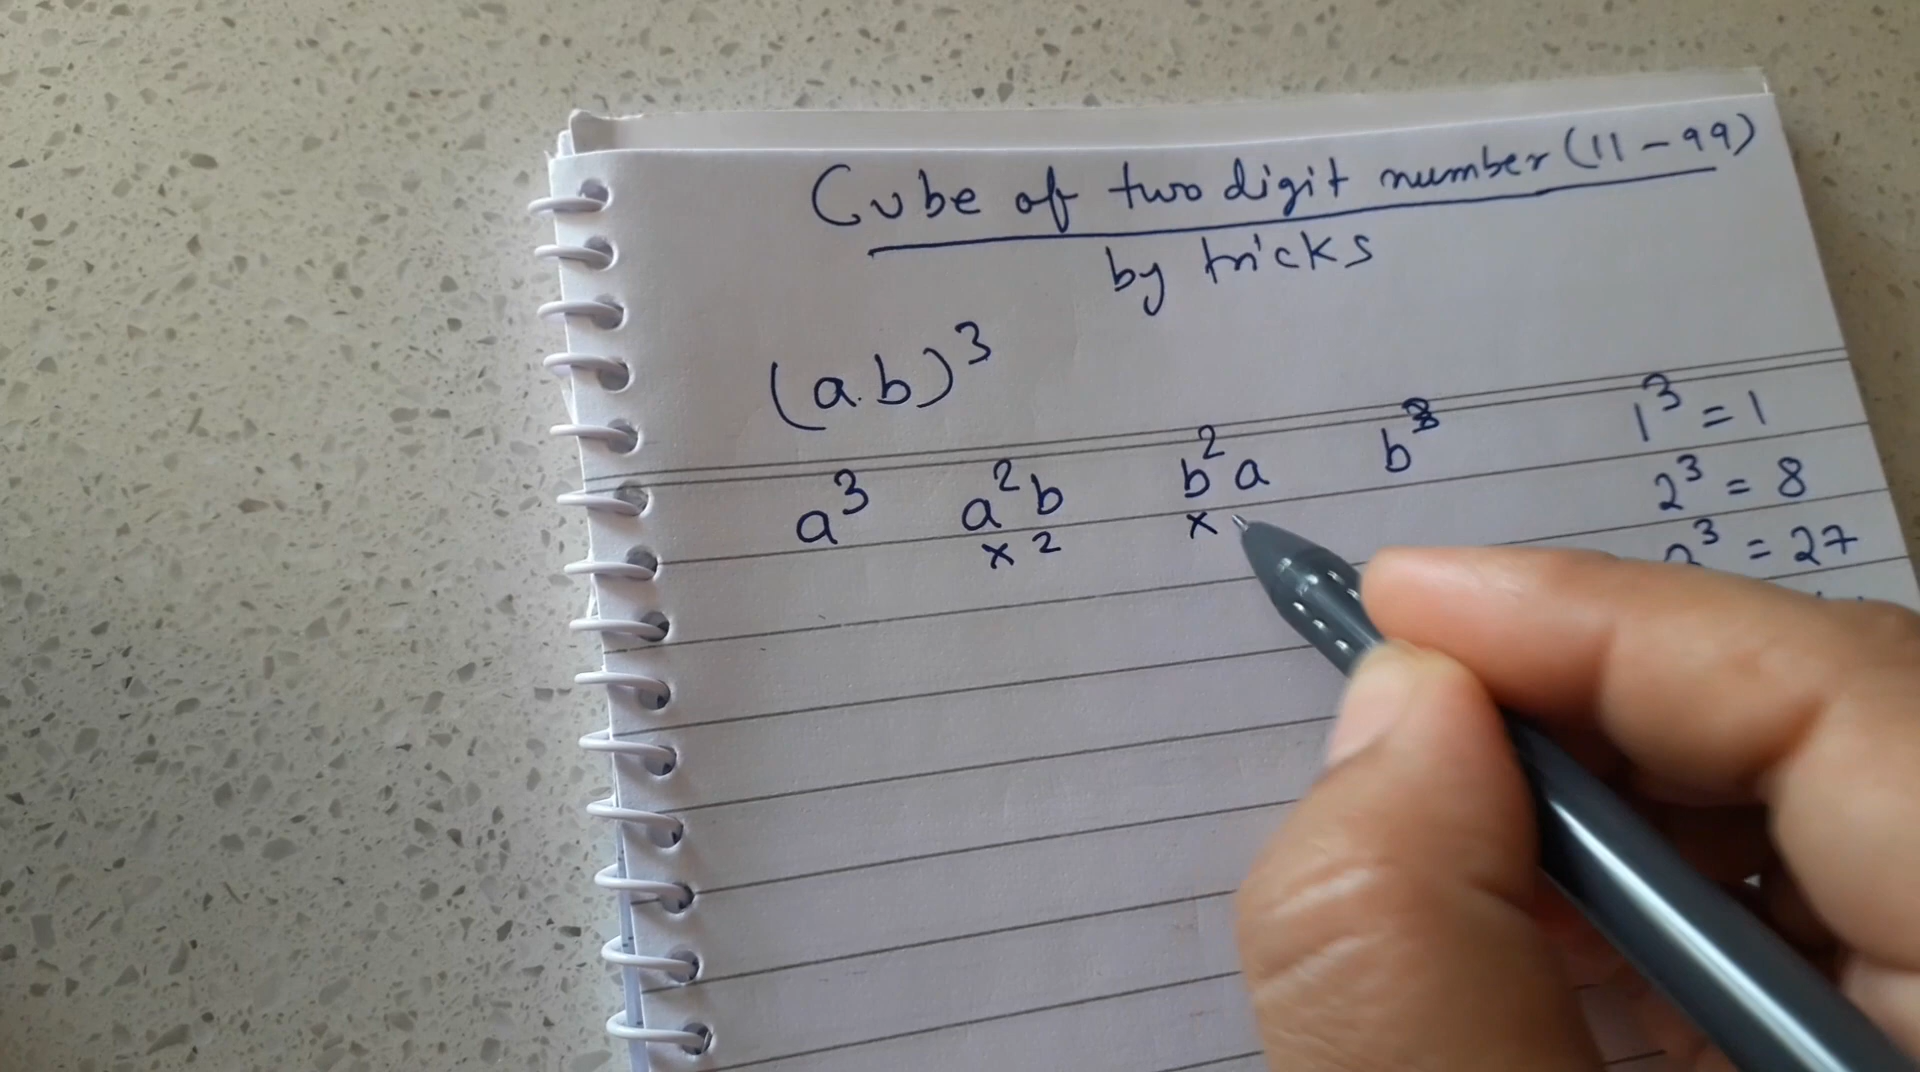 Cube of two digit number (11-99)
by tricks
(a.b)³
a³ a²b b²a b³
x 2 x
1³ = 1
2³ = 8
³ = 27